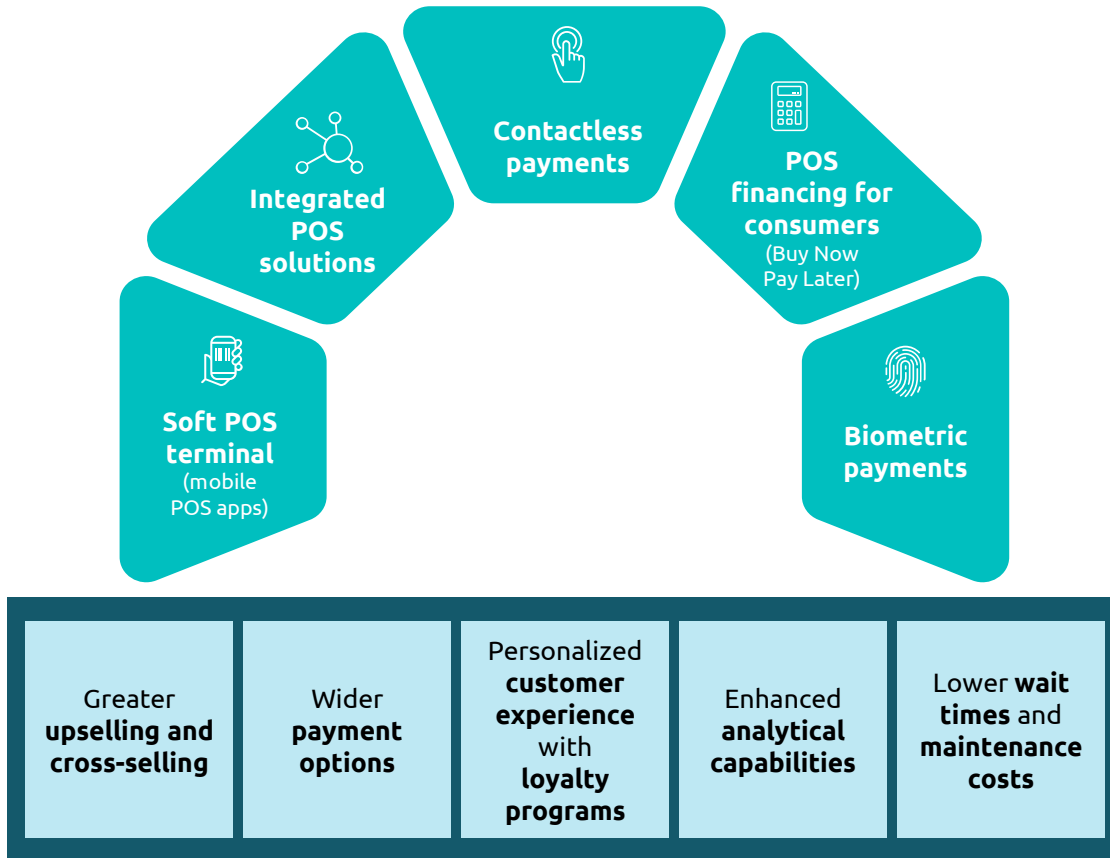 Contactless
payments
Integrated
POS
solutions
POS
financing for
consumers
(Buy Now
Pay Later)
Soft POS
terminal
(mobile
POS apps)
Biometric
payments
Greater
upselling and
cross-selling
Wider
payment
options
Personalized
customer
experience
with
loyalty
programs
Enhanced
analytical
capabilities
Lower wait
times and
maintenance
costs